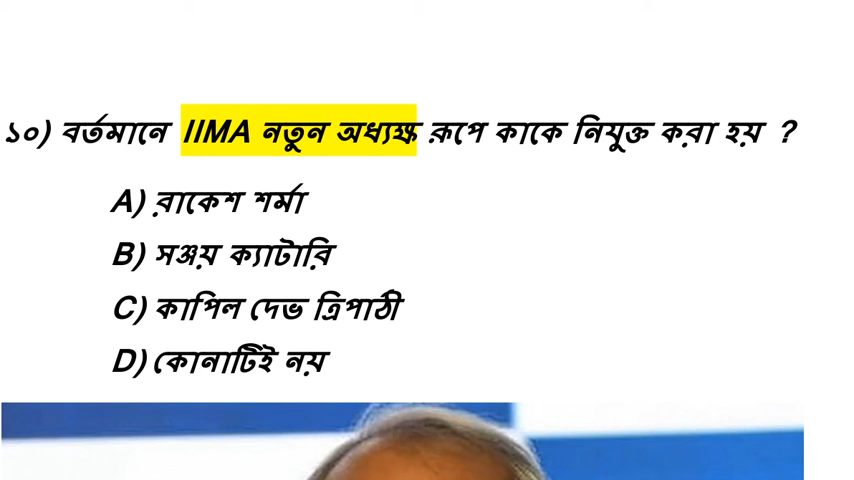 ১০) বর্তমানে IIMA নতুন অধ্যক্ষ রূপে কাকে নিযুক্ত করা হয় ?
A) রাকেশ শর্মা
B) সঞ্জয় ক্যাটারি
C) কাপিল দেভ ত্রিপাঠী
D) কোনাটিই নয়